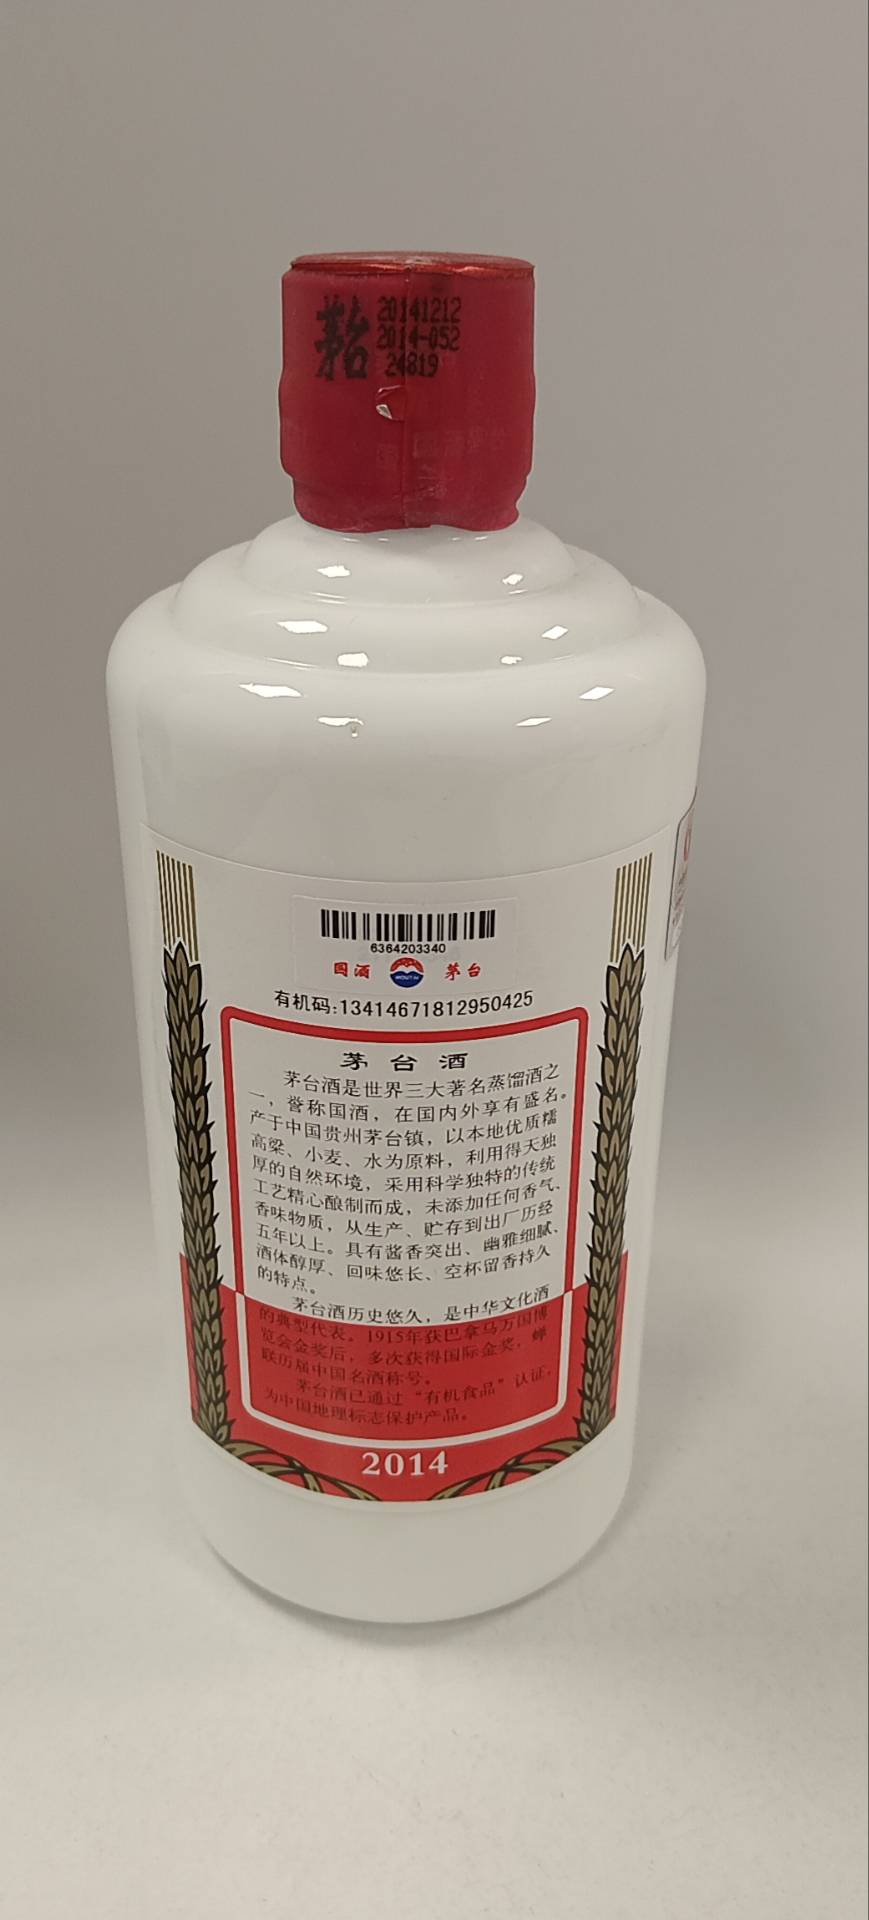 茅台
20141212
2014-052
24819
6364203340
国酒 MOUTAI 茅台
有机码:13414671812950425
茅台酒
茅台酒是世界三大著名蒸馏酒之
一，誉称国酒，在国内外享有盛名。
产于中国贵州茅台镇，以本地优质糯
高粱、小麦、水为原料，利用得天独
厚的自然环境，采用科学独特的传统
工艺精心酿制而成，未添加任何香气、
香味物质，从生产、贮存到出厂历经
五年以上。具有酱香突出、幽雅细腻、
酒体醇厚、回味悠长、空杯留香持久
的特点。
茅台酒历史悠久，是中华文化酒
的典型代表。1915年获巴拿马万国博
览会金奖后，多次获得国际金奖，蝉
联历届中国名酒称号。
茅台酒已通过“有机食品”认证，
为中国地理标志保护产品。
2014